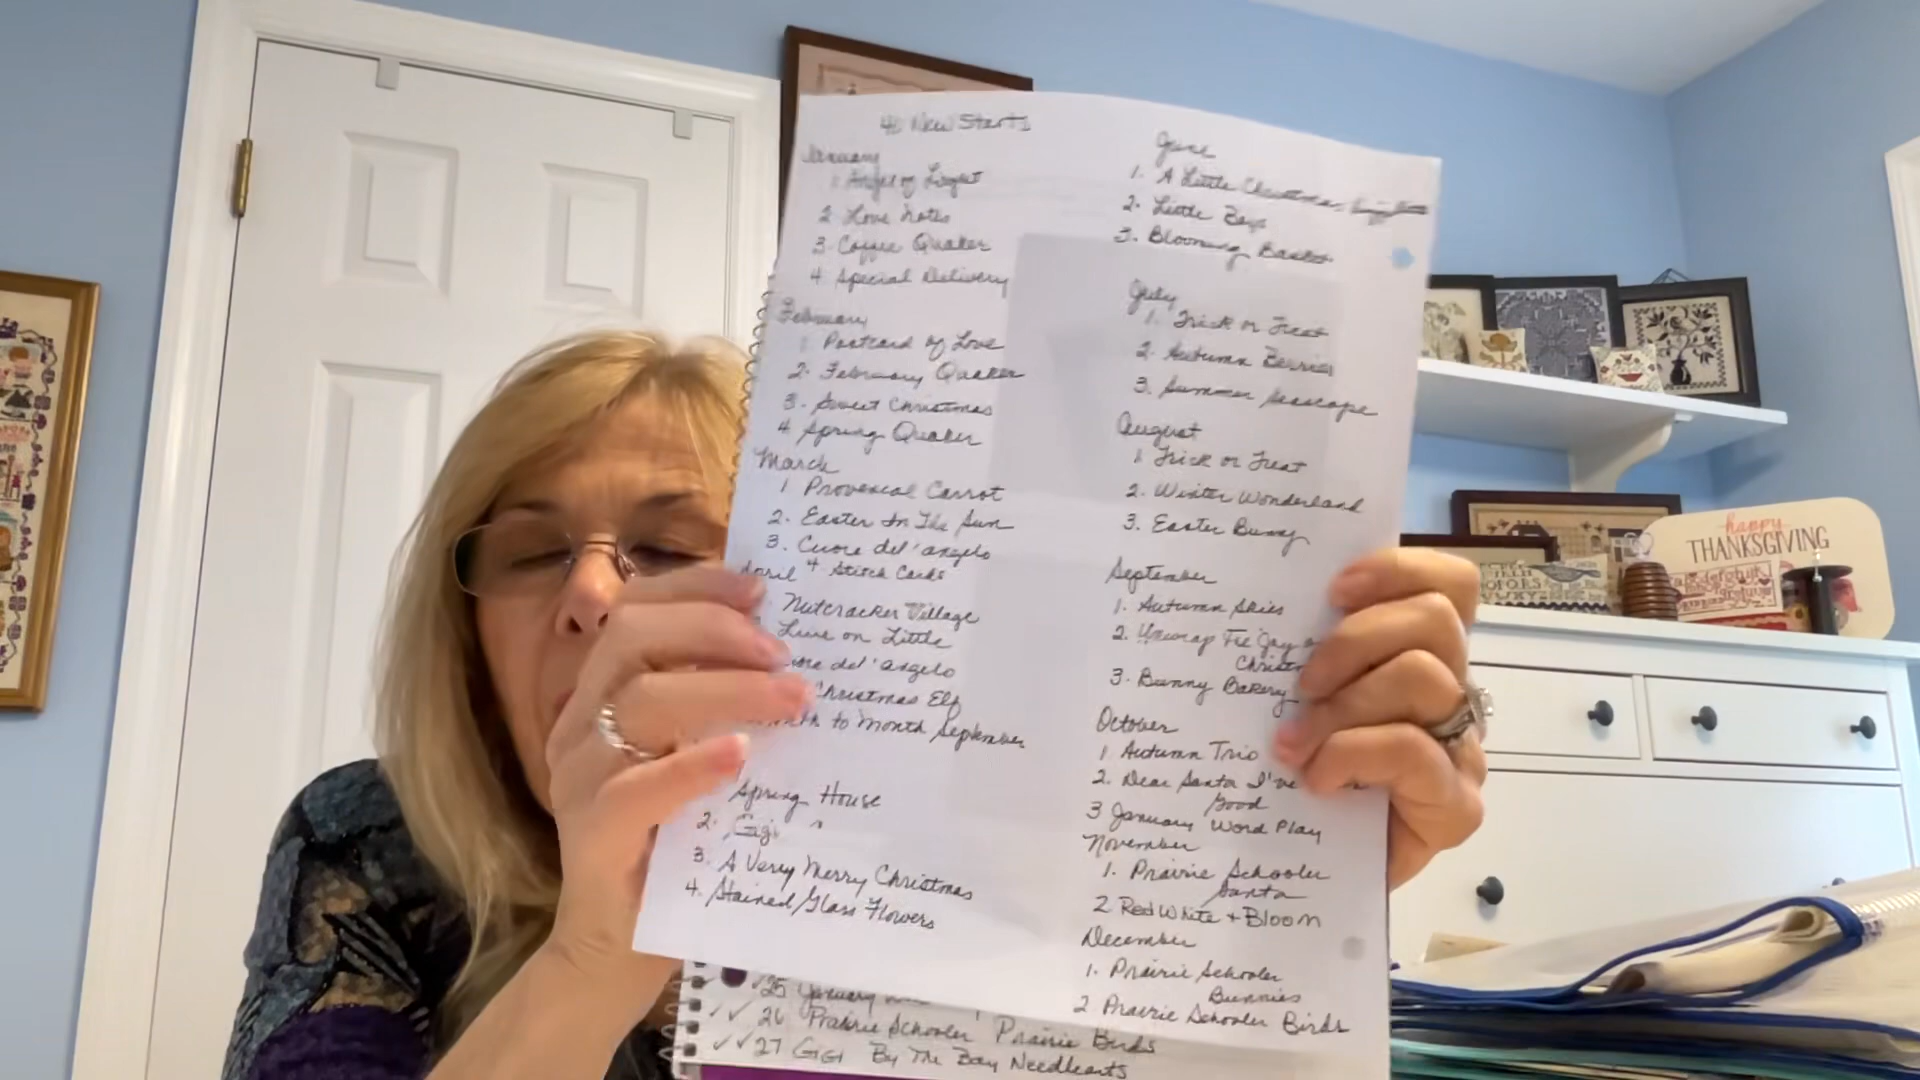 40 New Starts
January
1. Angel of Light
2. Love Notes
3. Coffee Quaker
4. Special Delivery
February
1 Postcard of Love
2. February Quaker
3. Sweet Christmas
4 Spring Quaker
March
1 Provencal Carrot
2. Easter In The Sun
3. Cuore del'angelo
4 Stitch Cards
April
Nutcracker Village
Live on Little
del'angelo
Christmas Elf
to Month September
Spring House
2. Gigi
3. A Very Merry Christmas
4. Stained Glass Flowers
June
1. A Little Christmas
2. Little Boys
3. Blooming Basket
July
1. Trick or Treat
2. Autumn Berries
3. Summer Seascape
August
1 Trick or Treat
2. Winter Wonderland
3. Easter Bunny
September
1. Autumn Skies
2. Unwrap The Joy
3. Bunny Bakery
October
1 Autumn Trio
2. Dear Santa I've
Good
3 January Word Play
November
1. Prairie Schooler
Santa
2 Red White + Bloom
December
1. Prairie Schooler
Bunnies
2 Prairie Schooler Birds
25 January
26 Prairie Schooler Prairie Birds
27 GiGi By The Bay Needlearts
happy
THANKSGIVING